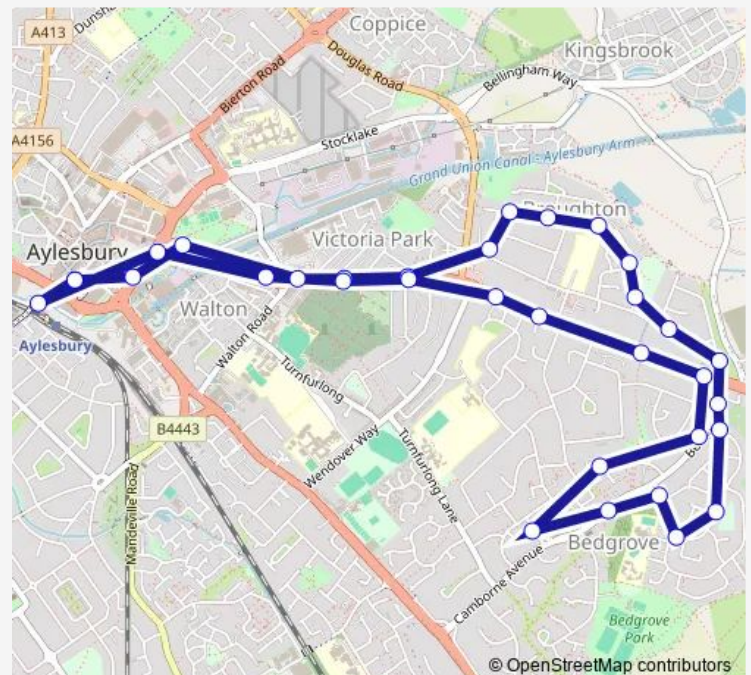 Coppice
A413
Dunsha
Kingsbrook
Douglas Road
Bierton Road
Bellingham Way
A4156
Stocklake
Grand Union Canal - Aylesbury Arm
Broughton
Victoria Park
Aylesbury
Walton
Walton Road
Aylesbury
Turnfurlong
B4443
Wendover Way
Turnfurlong Lane
Mandeville Road
Bedgrove
Camborne Avenue
Bedgrove
Park
© OpenStreetMap contributors